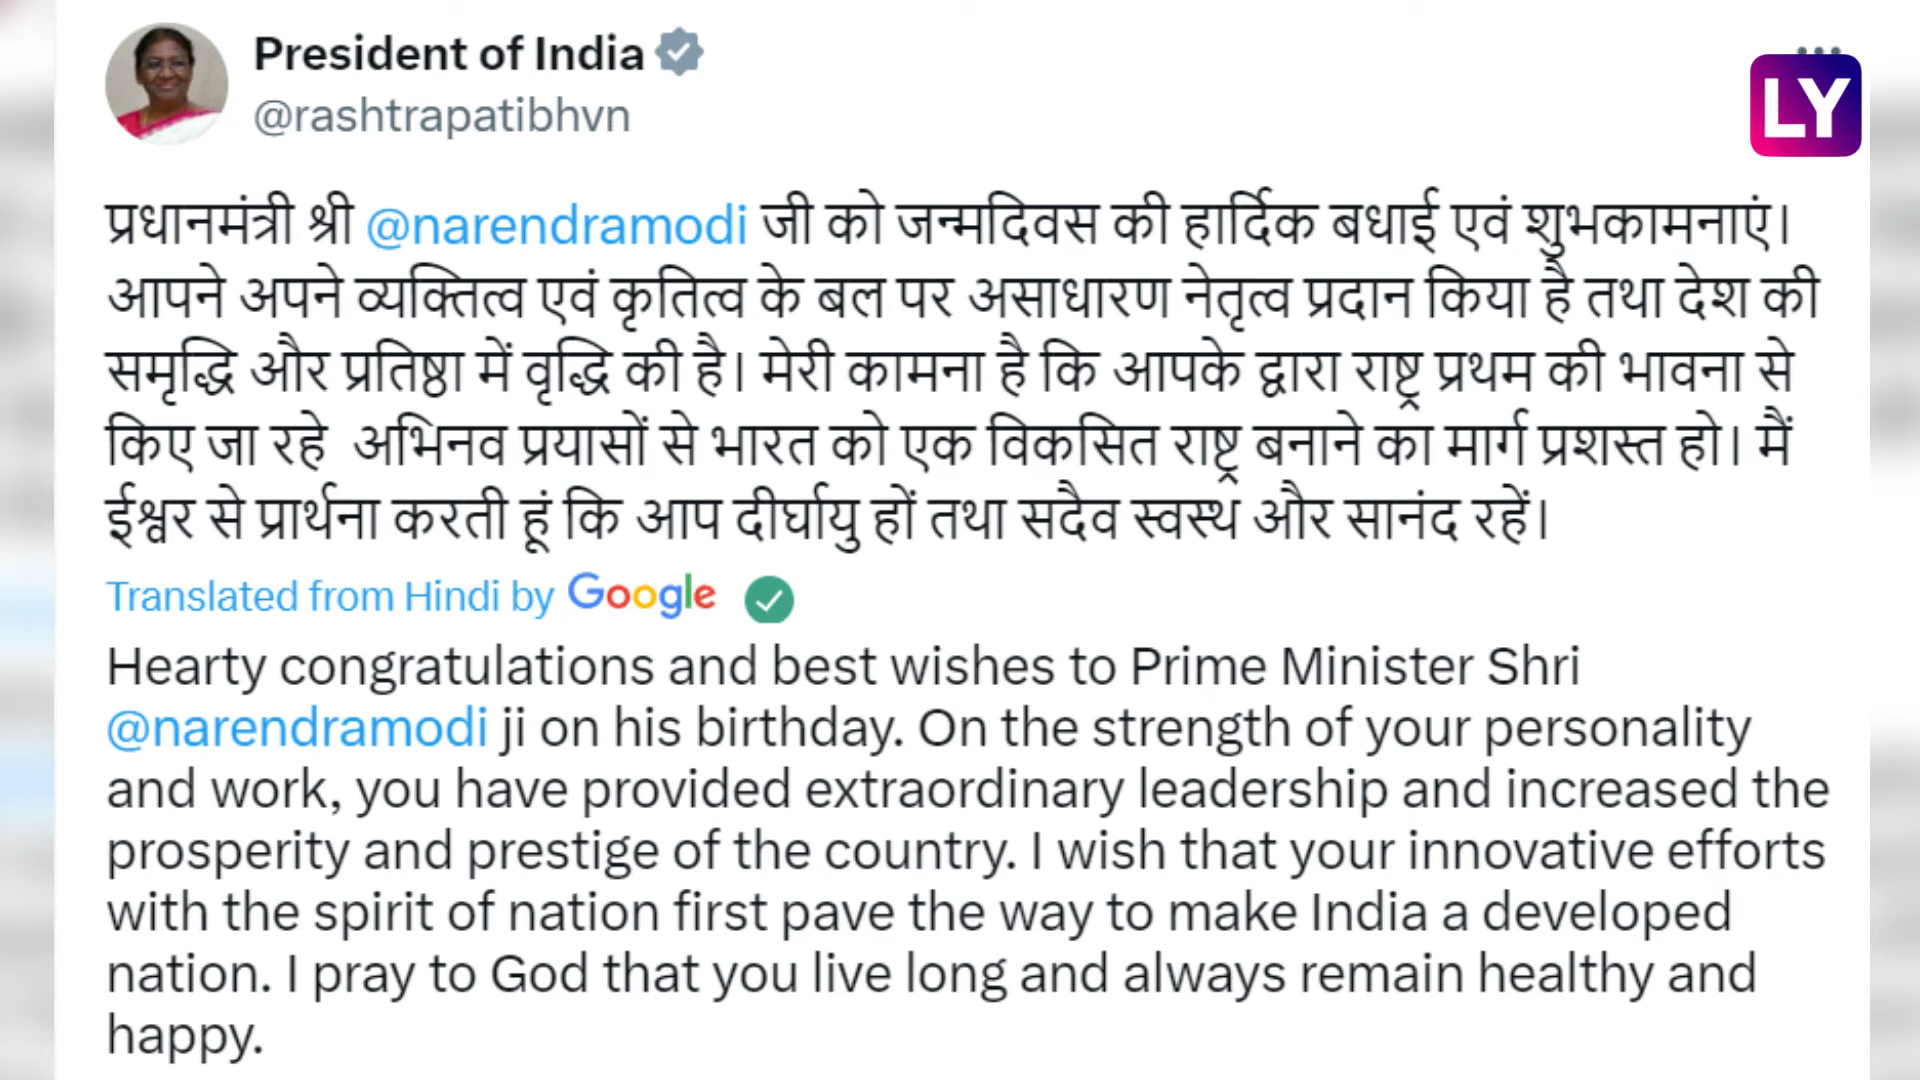 President of India
@rashtrapatibhvn
LY
प्रधानमंत्री श्री @narendramodi जी को जन्मदिवस की हार्दिक बधाई एवं शुभकामनाएं।
आपने अपने व्यक्तित्व एवं कृतित्व के बल पर असाधारण नेतृत्व प्रदान किया है तथा देश की
समृद्धि और प्रतिष्ठा में वृद्धि की है। मेरी कामना है कि आपके द्वारा राष्ट्र प्रथम की भावना से
किए जा रहे  अभिनव प्रयासों से भारत को एक विकसित राष्ट्र बनाने का मार्ग प्रशस्त हो। मैं
ईश्वर से प्रार्थना करती हूं कि आप दीर्घायु हों तथा सदैव स्वस्थ और सानंद रहें।
Translated from Hindi by Google
Hearty congratulations and best wishes to Prime Minister Shri
@narendramodi ji on his birthday. On the strength of your personality
and work, you have provided extraordinary leadership and increased the
prosperity and prestige of the country. I wish that your innovative efforts
with the spirit of nation first pave the way to make India a developed
nation. I pray to God that you live long and always remain healthy and
happy.